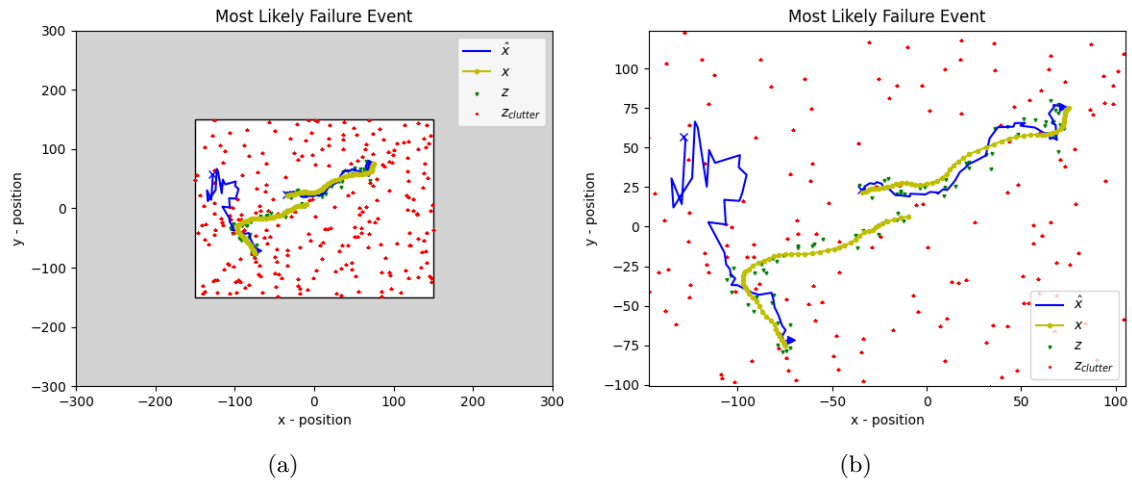 Most Likely Failure Event
300
200
100
0
−100
−200
−300
y - position
−300
−200
−100
0
100
200
300
x - position
x̂
x
z
z_clutter
(a)
Most Likely Failure Event
100
75
50
25
0
−25
−50
−75
−100
y - position
−100
−50
0
50
100
x - position
x̂
x
z
z_clutter
(b)